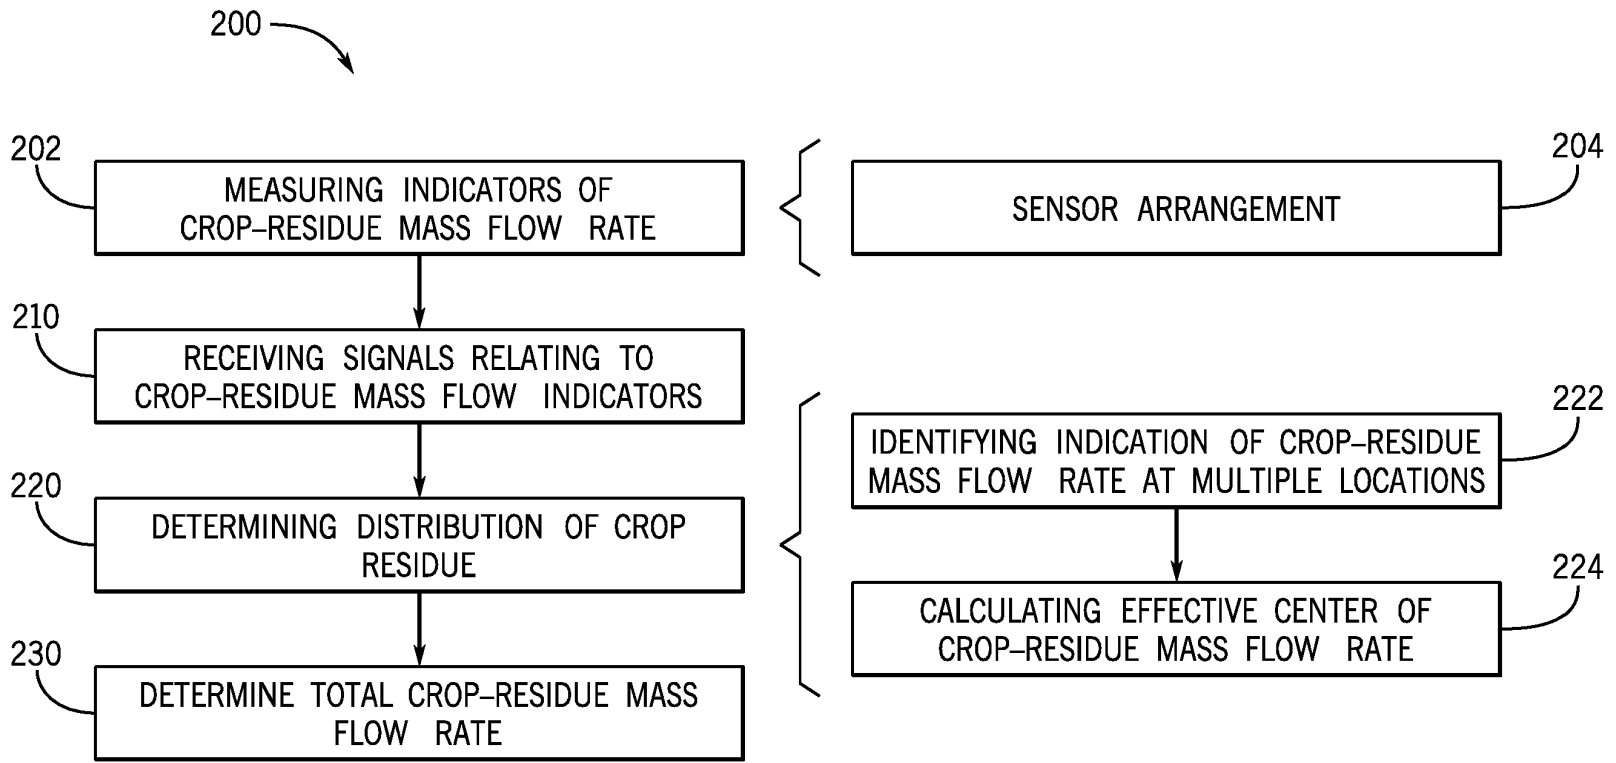 200
202
MEASURING INDICATORS OF
CROP–RESIDUE MASS FLOW RATE
204
SENSOR ARRANGEMENT
210
RECEIVING SIGNALS RELATING TO
CROP–RESIDUE MASS FLOW INDICATORS
220
DETERMINING DISTRIBUTION OF CROP
RESIDUE
222
IDENTIFYING INDICATION OF CROP–RESIDUE
MASS FLOW RATE AT MULTIPLE LOCATIONS
224
CALCULATING EFFECTIVE CENTER OF
CROP–RESIDUE MASS FLOW RATE
230
DETERMINE TOTAL CROP–RESIDUE MASS
FLOW RATE